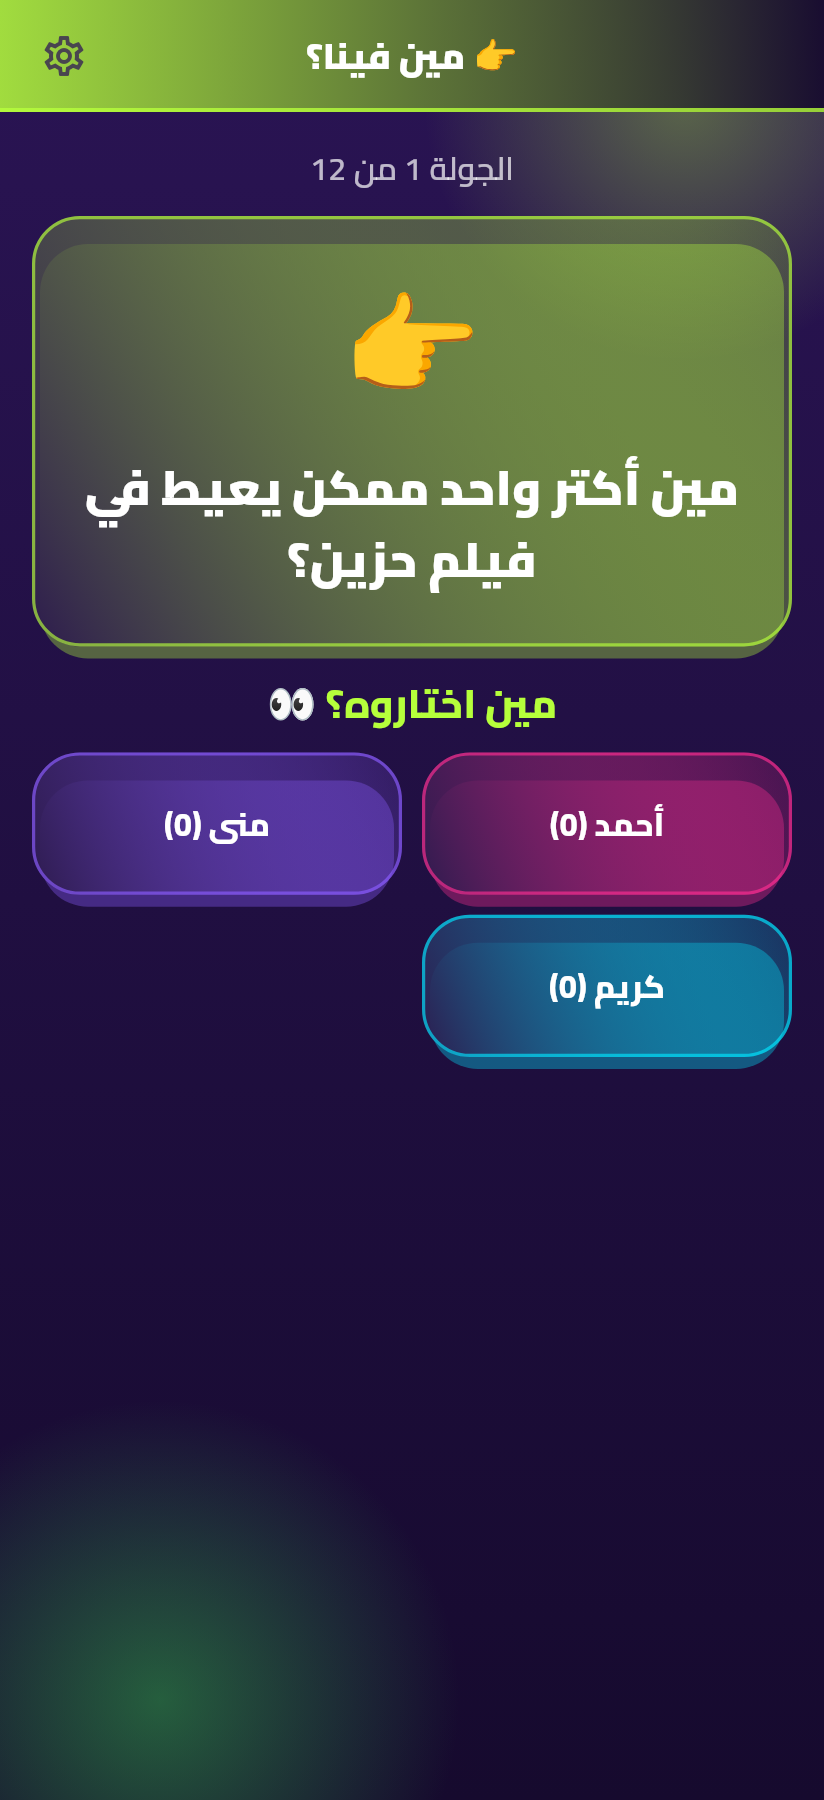 👉 مين فينا؟
الجولة 1 من 12
👉
مين أكتر واحد ممكن يعيط في
فيلم حزين؟
مين اختاروه؟ 👀
أحمد (0)
منى (0)
كريم (0)